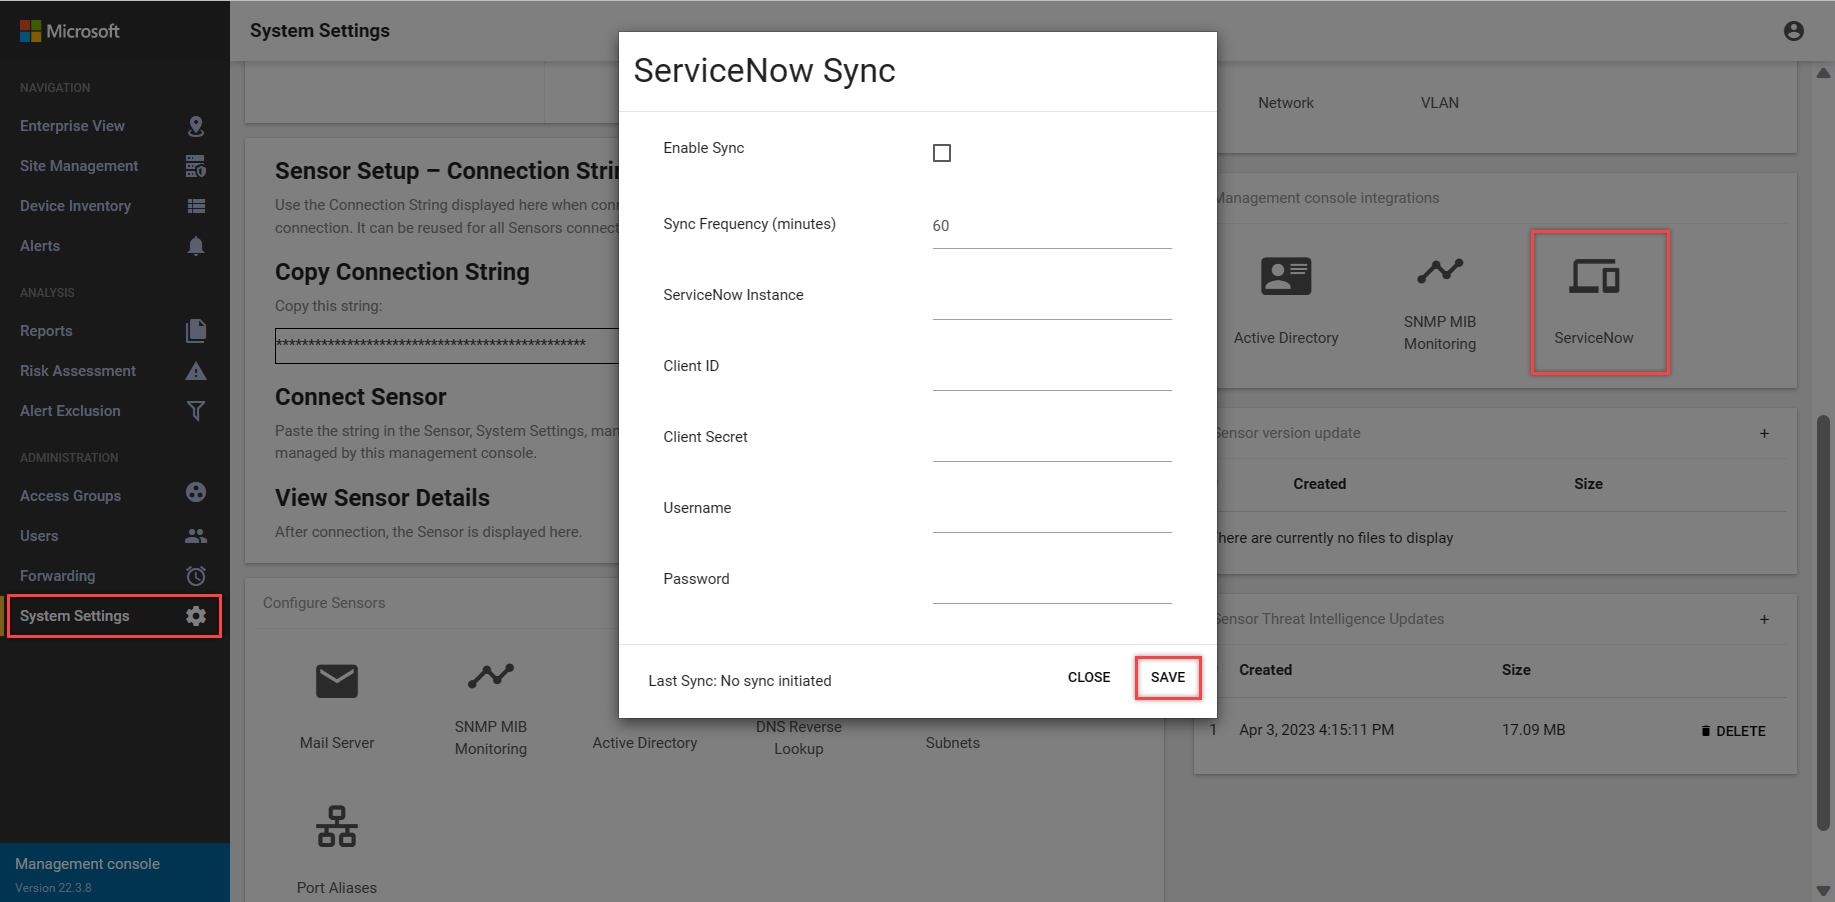 Microsoft
NAVIGATION
Enterprise View
Site Management
Device Inventory
Alerts
ANALYSIS
Reports
Risk Assessment
Alert Exclusion
ADMINISTRATION
Access Groups
Users
Forwarding
System Settings
Management console
Version 22.3.8
System Settings
Sensor Setup – Connection Strin
Use the Connection String displayed here when conn
connection. It can be reused for all Sensors connect
Copy Connection String
Copy this string:
************************************************
Connect Sensor
Paste the string in the Sensor, System Settings, man
managed by this management console.
View Sensor Details
After connection, the Sensor is displayed here.
Configure Sensors
Mail Server
SNMP MIB
Monitoring
Active Directory
DNS Reverse
Lookup
Subnets
Port Aliases
ServiceNow Sync
Enable Sync
Sync Frequency (minutes)
60
ServiceNow Instance
Client ID
Client Secret
Username
Password
Last Sync: No sync initiated
CLOSE
SAVE
Network
VLAN
Management console integrations
Active Directory
SNMP MIB
Monitoring
ServiceNow
Sensor version update
+
Created
Size
here are currently no files to display
Sensor Threat Intelligence Updates
+
Created
Size
1
Apr 3, 2023 4:15:11 PM
17.09 MB
DELETE